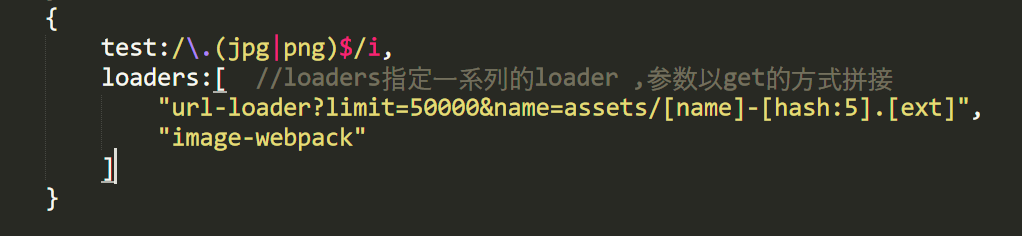 {
test:/\.(jpg|png)$/i,
loaders:[ //loaders指定一系列的loader ,参数以get的方式拼接
"url-loader?limit=50000&name=assets/[name]-[hash:5].[ext]",
"image-webpack"
]
}